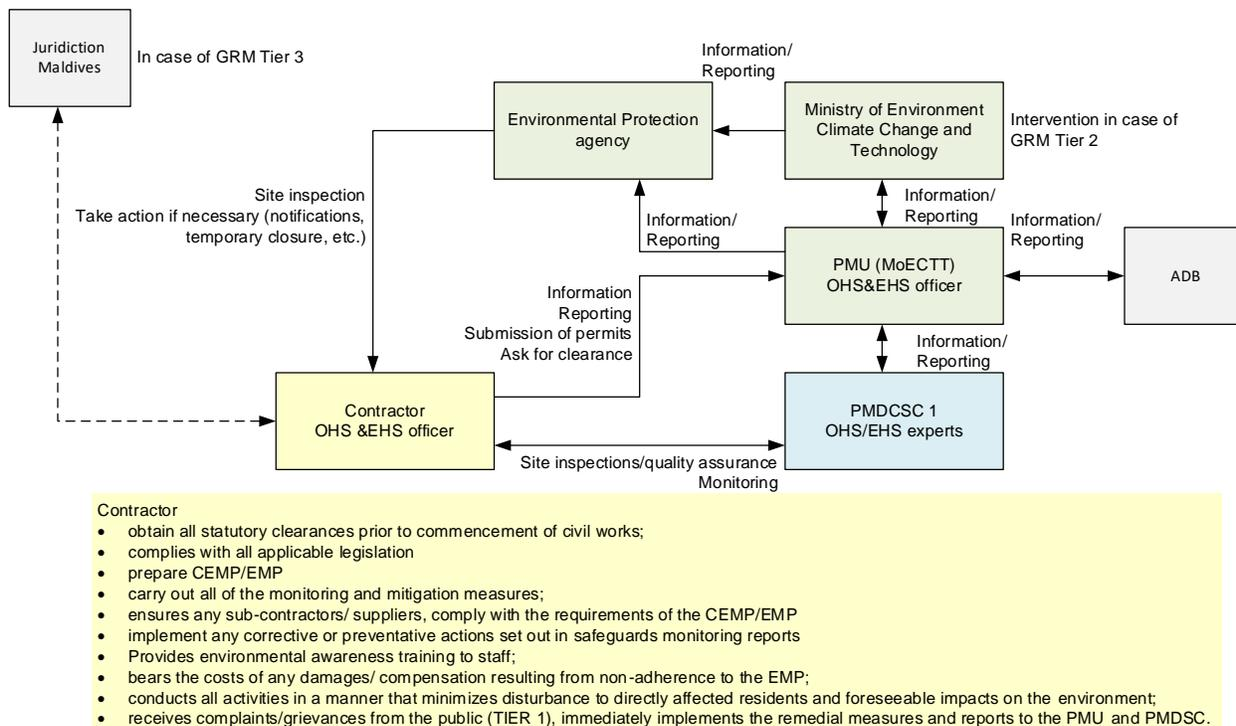 Juridiction
Maldives
In case of GRM Tier 3
Information/
Reporting
Environmental Protection
agency
Ministry of Environment
Climate Change and
Technology
Intervention in case of
GRM Tier 2
Site inspection
Take action if necessary (notifications,
temporary closure, etc.)
Information/
Reporting
Information/
Reporting
Information/
Reporting
PMU (MoECTT)
OHS&EHS officer
ADB
Information
Reporting
Submission of permits
Ask for clearance
Information/
Reporting
Contractor
OHS &EHS officer
PMDCSC 1
OHS/EHS experts
Site inspections/quality assurance
Monitoring
Contractor
• obtain all statutory clearances prior to commencement of civil works;
• complies with all applicable legislation
• prepare CEMP/EMP
• carry out all of the monitoring and mitigation measures;
• ensures any sub-contractors/ suppliers, comply with the requirements of the CEMP/EMP
• implement any corrective or preventative actions set out in safeguards monitoring reports
• Provides environmental awareness training to staff;
• bears the costs of any damages/ compensation resulting from non-adherence to the EMP;
• conducts all activities in a manner that minimizes disturbance to directly affected residents and foreseeable impacts on the environment;
• receives complaints/grievances from the public (TIER 1), immediately implements the remedial measures and reports to the PMU and PMDSC.